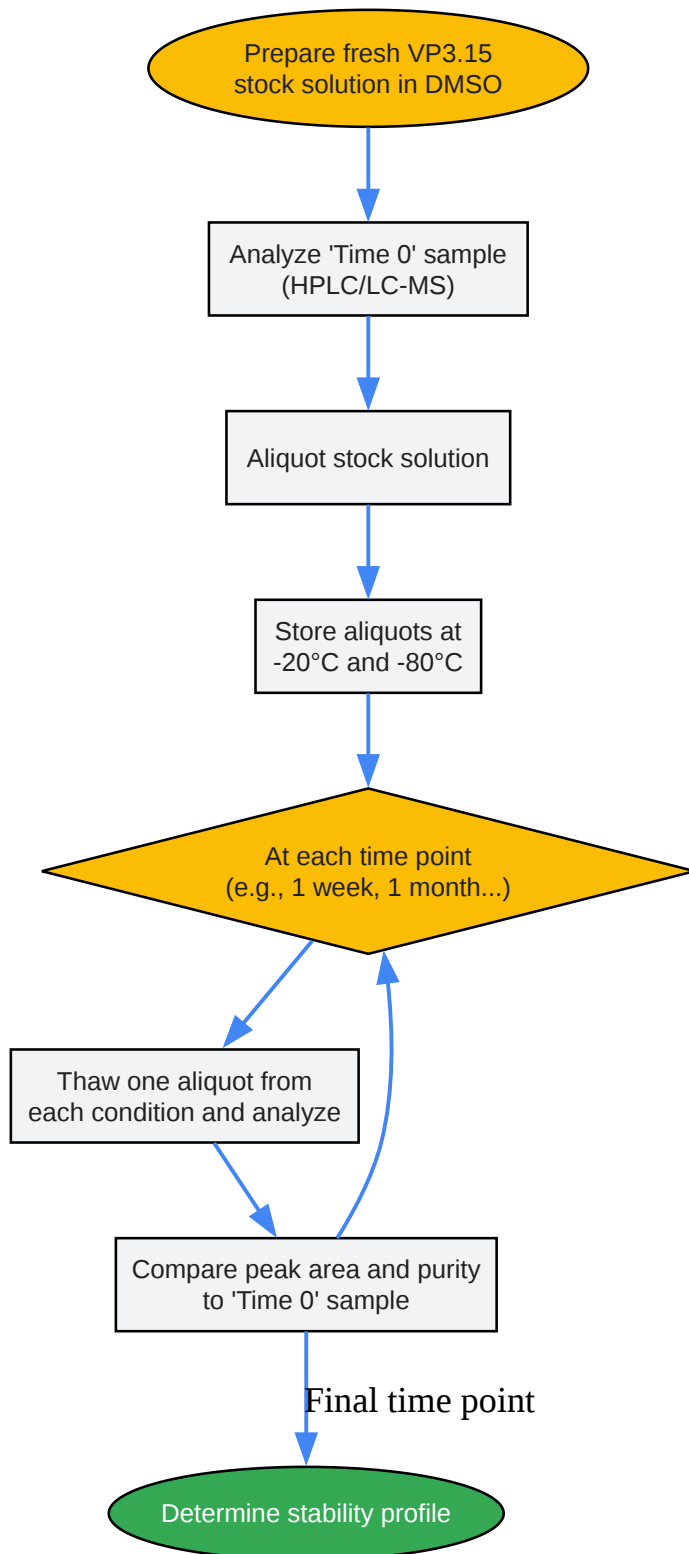 Prepare fresh VP3.15
stock solution in DMSO
Analyze 'Time 0' sample
(HPLC/LC-MS)
Aliquot stock solution
Store aliquots at
-20°C and -80°C
At each time point
(e.g., 1 week, 1 month...)
Thaw one aliquot from
each condition and analyze
Compare peak area and purity
to 'Time 0' sample
Final time point
Determine stability profile